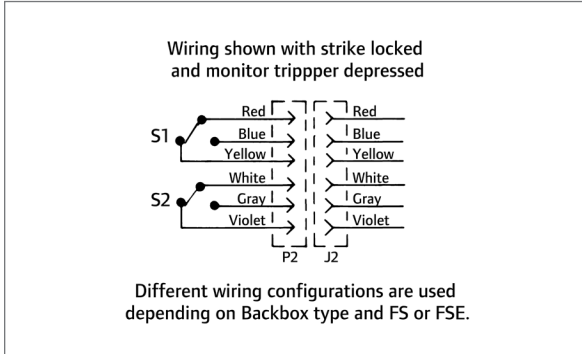 Wiring shown with strike locked
and monitor trippper depressed
Red Red
S1 Blue Blue
Yellow Yellow
White White
S2 Gray Gray
Violet Violet
P2 J2
Different wiring configurations are used
depending on Backbox type and FS or FSE.